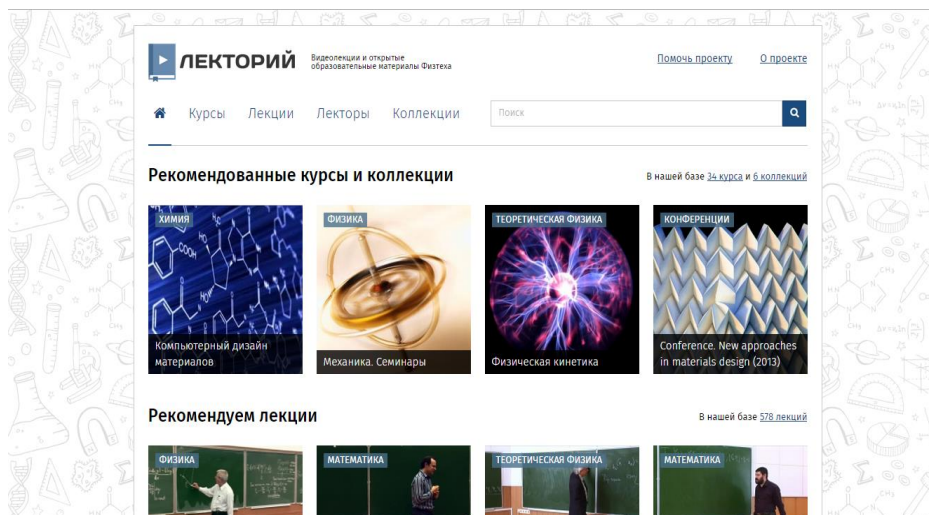 ЛЕКТОРИЙ
Видеолекции и открытые
образовательные материалы Физтеха
Помочь проекту
О проекте
Курсы
Лекции
Лекторы
Коллекции
Поиск
Рекомендованные курсы и коллекции
В нашей базе 34 курса и 6 коллекций
ХИМИЯ
Компьютерный дизайн
материалов
ФИЗИКА
Механика. Семинары
ТЕОРЕТИЧЕСКАЯ ФИЗИКА
Физическая кинетика
КОНФЕРЕНЦИИ
Conference. New approaches
in materials design (2013)
Рекомендуем лекции
В нашей базе 578 лекций
ФИЗИКА
МАТЕМАТИКА
ТЕОРЕТИЧЕСКАЯ ФИЗИКА
МАТЕМАТИКА